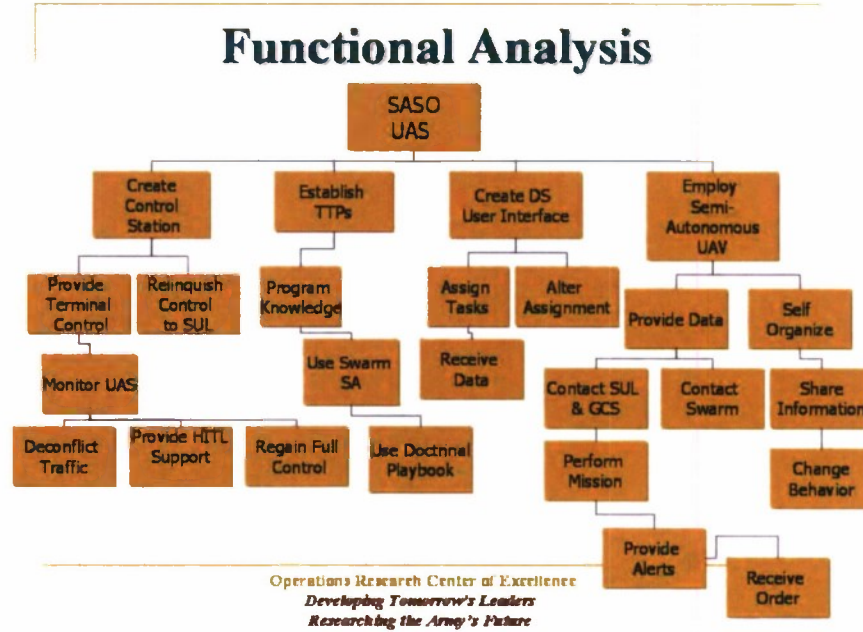 Functional Analysis
SASO
UAS
Create
Control
Station
Establish
TTPs
Create DS
User Interface
Employ
Semi-
Autonomous
UAV
Provide
Terminal
Control
Relinquish
Control
to SUL
Program
Knowledge
Assign
Tasks
Alter
Assignment
Provide Data
Self
Organize
Monitor UAS
Use Swarm
SA
Receive
Data
Contact SUL
& GCS
Contact
Swarm
Share
Information
Deconflict
Traffic
Provide HITL
Support
Regain Full
Control
Use Doctrinal
Playbook
Perform
Mission
Change
Behavior
Provide
Alerts
Receive
Order
Operations Research Center of Excellence
Developing Tomorrow's Leaders
Researching the Army's Future